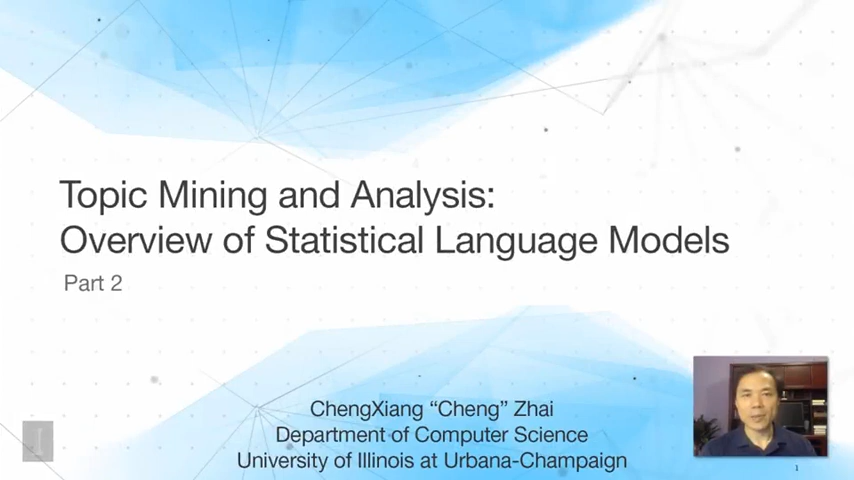 Topic Mining and Analysis:
Overview of Statistical Language Models
Part 2
ChengXiang “Cheng” Zhai
Department of Computer Science
University of Illinois at Urbana-Champaign
I
1